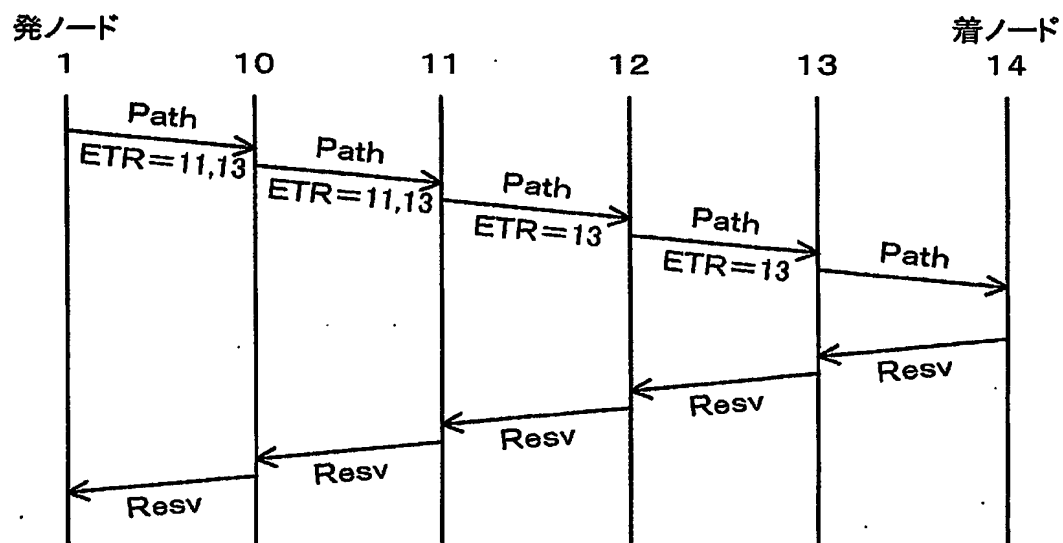 発ノード 着ノード
1 10 11 12 13 14
Path
ETR=11,13
Path
ETR=11,13
Path
ETR=13
Path
ETR=13
Path
Resv
Resv
Resv
Resv
Resv